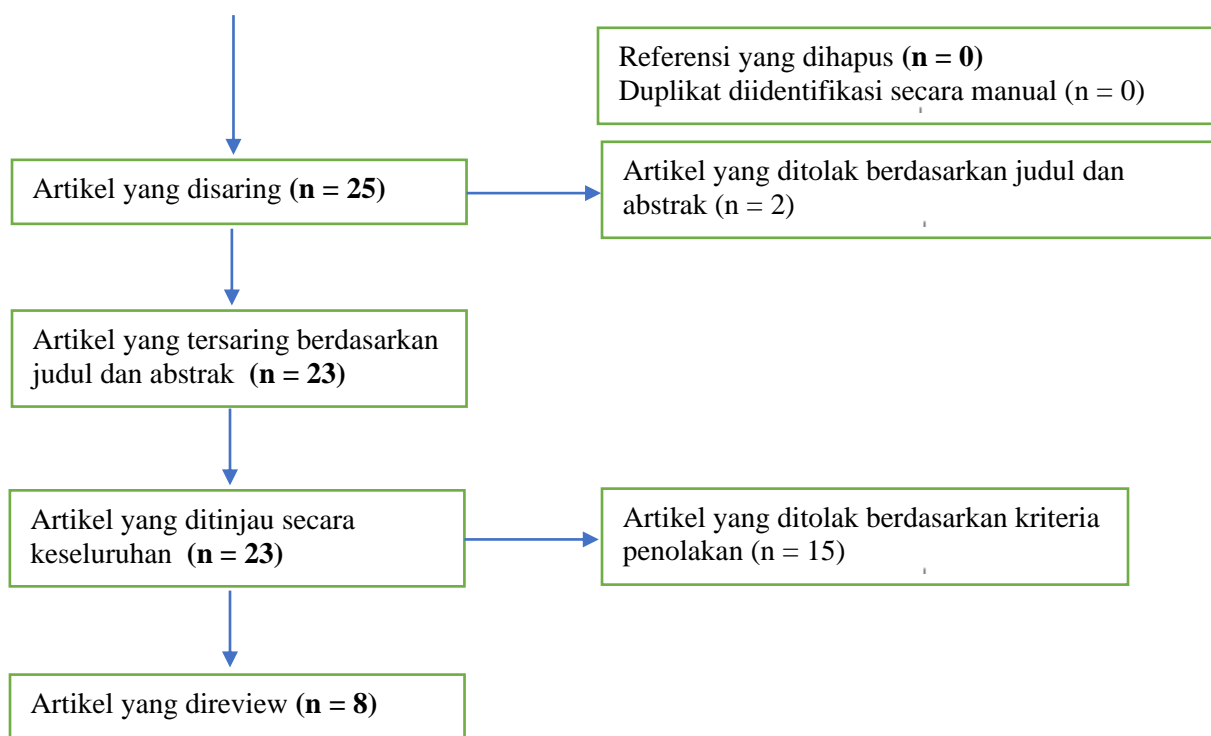 Referensi yang dihapus (n = 0)
Duplikat diidentifikasi secara manual (n = 0)
Artikel yang disaring (n = 25)
Artikel yang ditolak berdasarkan judul dan
abstrak (n = 2)
Artikel yang tersaring berdasarkan
judul dan abstrak (n = 23)
Artikel yang ditinjau secara
keseluruhan (n = 23)
Artikel yang ditolak berdasarkan kriteria
penolakan (n = 15)
Artikel yang direview (n = 8)